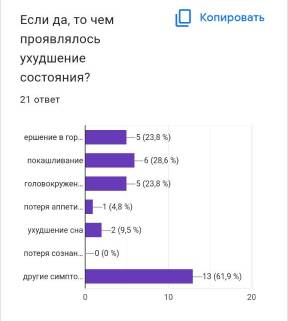 Если да, то чем
Копировать
проявлялось
ухудшение
состояния?
21 ответ
ершение в гор...
5 (23,8 %)
покашливание
6 (28,6 %)
головокружен...
5 (23,8 %)
потеря аппети...
1 (4,8 %)
ухудшение сна
2 (9,5 %)
потеря сознан...
0 (0 %)
другие симпто...
13 (61,9 %)
0
10
20